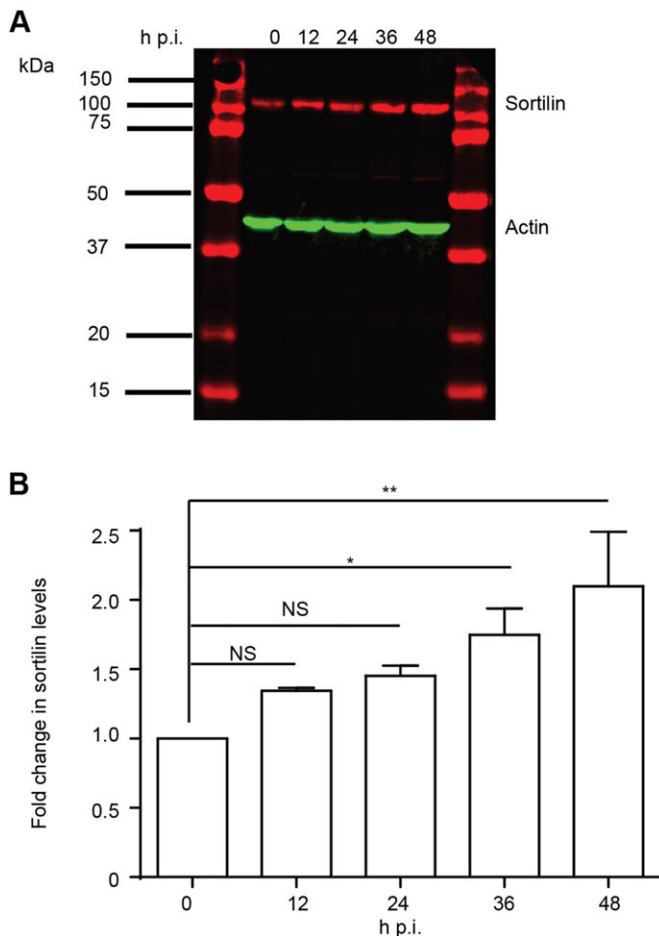 A
h p.i. 0 12 24 36 48
kDa
150
100
75
50
37
20
15
Sortilin
Actin
B
**
*
NS
NS
Fold change in sortilin levels
2.5
2.0
1.5
1.0
0.5
0
0 12 24 36 48
h p.i.